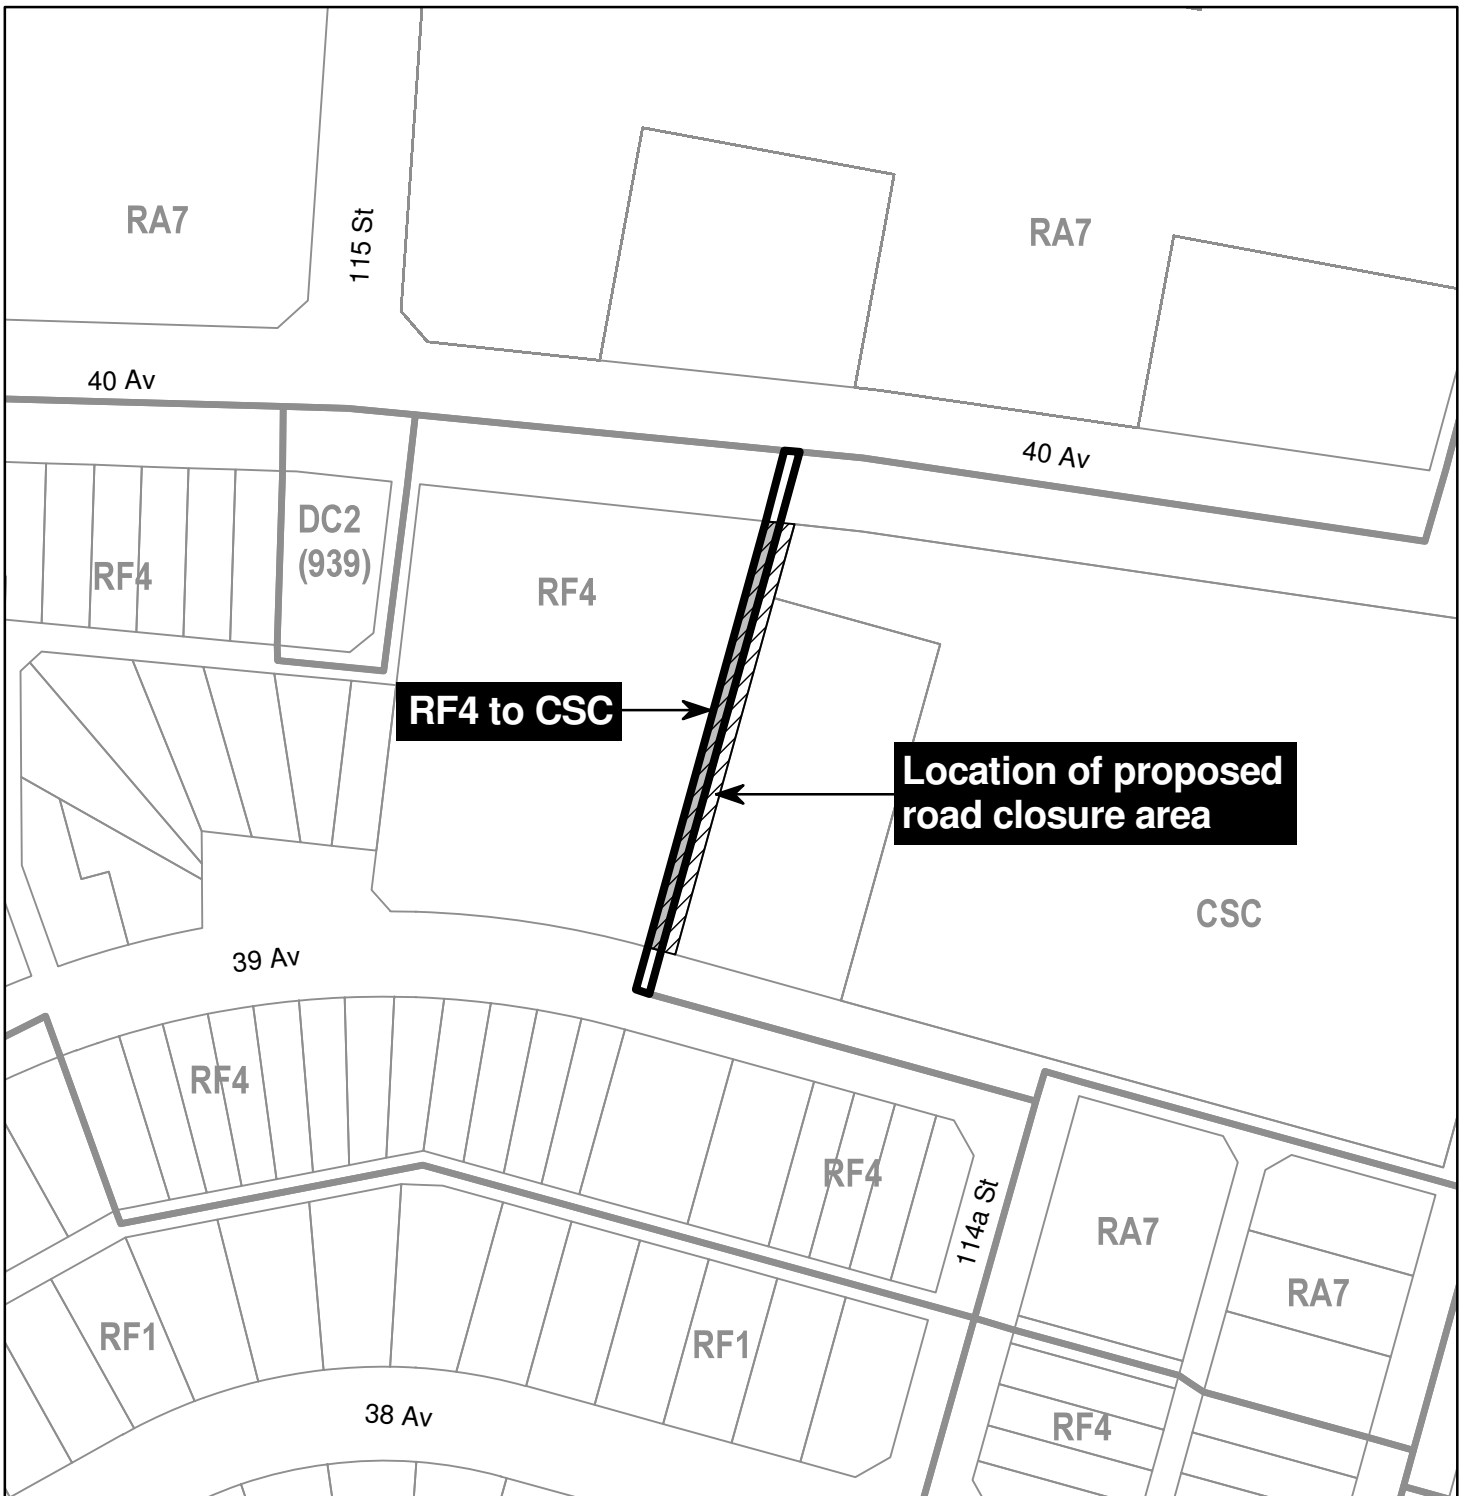 RA7
115 St
RA7
40 Av
40 Av
DC2
(939)
RF4
RF4
RF4 to CSC
Location of proposed
road closure area
CSC
39 Av
RF4
RF4
114a St
RA7
RA7
RF1
RF1
38 Av
RF4